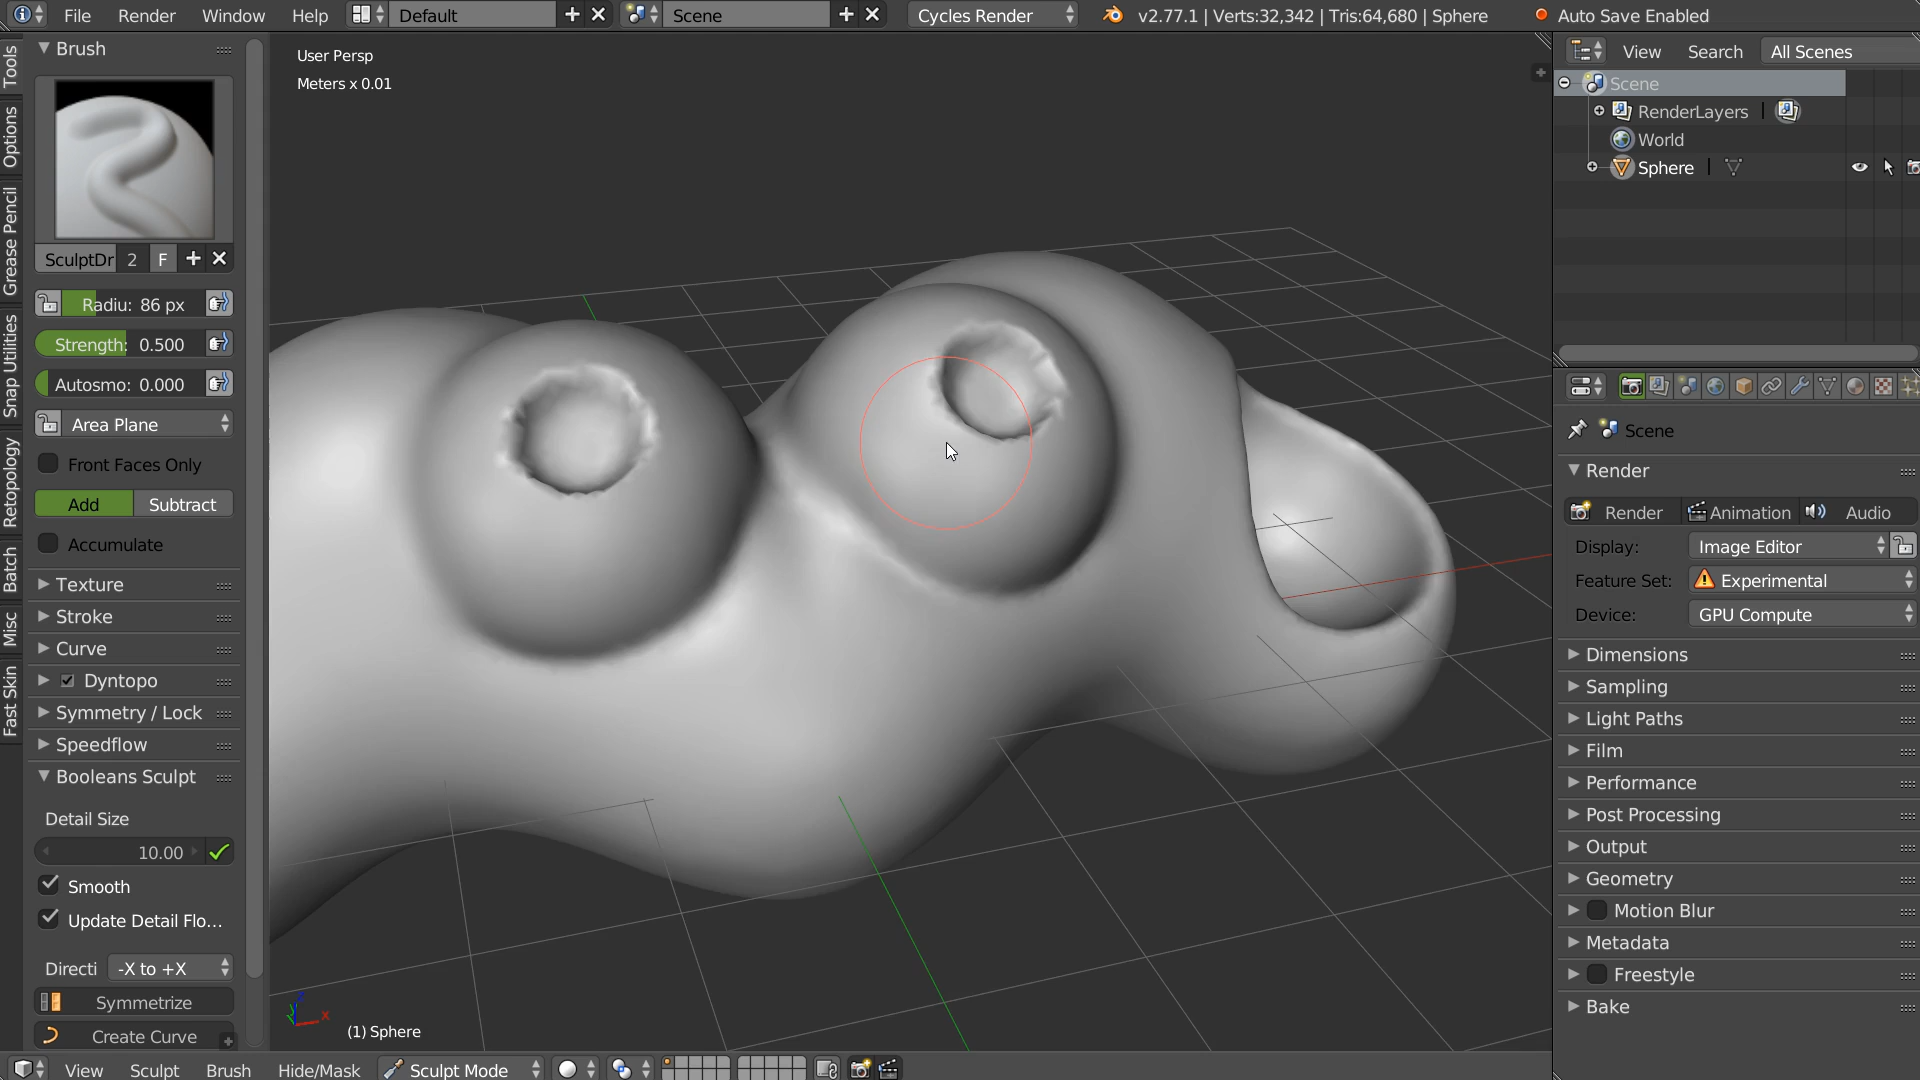 File Render Window Help Default Scene Cycles Render v2.77.1 | Verts:32,342 | Tris:64,680 | Sphere Auto Save Enabled
Tools
Options
Grease Pencil
Snap Utilities
Retopology
Batch
Misc
Fast Skin
Brush
SculptDr 2 F
Radiu: 86 px
Strength: 0.500
Autosmo: 0.000
Area Plane
Front Faces Only
Add Subtract
Accumulate
Texture
Stroke
Curve
Dyntopo
Symmetry / Lock
Speedflow
Booleans Sculpt
Detail Size
10.00
Smooth
Update Detail Flo...
Directi -X to +X
Symmetrize
Create Curve
User Persp
Meters x 0.01
(1) Sphere
View Sculpt Brush Hide/Mask Sculpt Mode
View Search All Scenes
Scene
RenderLayers
World
Sphere
Scene
Render
Render Animation Audio
Display: Image Editor
Feature Set: Experimental
Device: GPU Compute
Dimensions
Sampling
Light Paths
Film
Performance
Post Processing
Output
Geometry
Motion Blur
Metadata
Freestyle
Bake